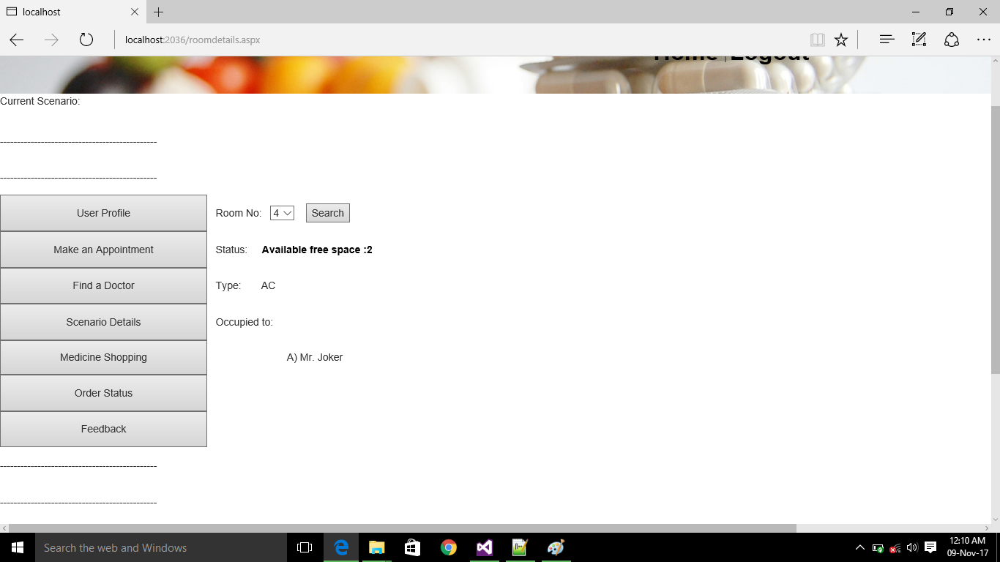 localhost
localhost:2036/roomdetails.aspx
Home | Logout
Current Scenario:
----------------------------------------------
----------------------------------------------
User Profile
Room No: 4 Search
Make an Appointment
Status: Available free space :2
Find a Doctor
Type: AC
Scenario Details
Occupied to:
Medicine Shopping
A) Mr. Joker
Order Status
Feedback
----------------------------------------------
----------------------------------------------
Search the web and Windows
12:10 AM
09-Nov-17